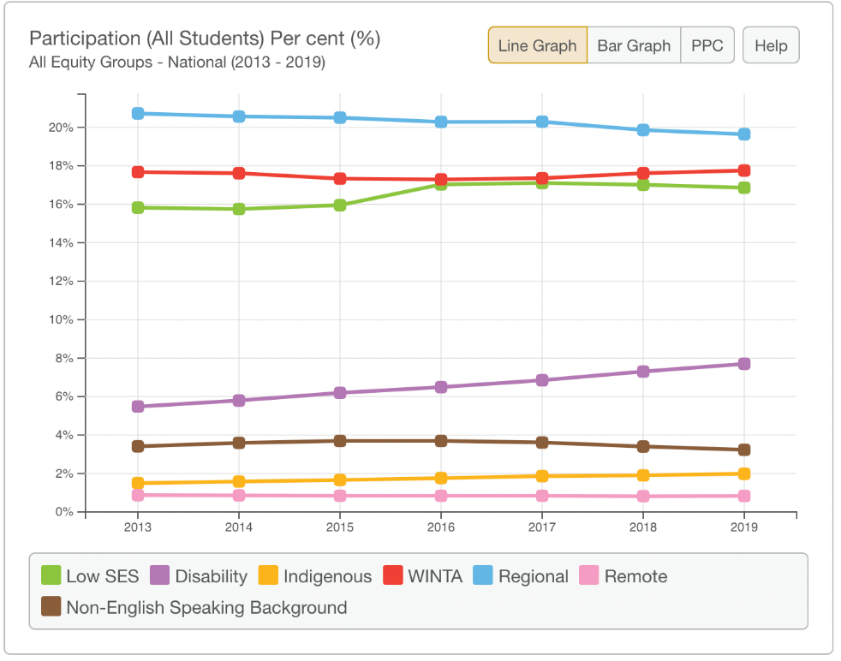 Participation (All Students) Per cent (%)
All Equity Groups - National (2013 - 2019)
Line Graph Bar Graph PPC Help
20%
18%
16%
14%
12%
10%
8%
6%
4%
2%
0%
2013 2014 2015 2016 2017 2018 2019
Low SES Disability Indigenous WINTA Regional Remote
Non-English Speaking Background